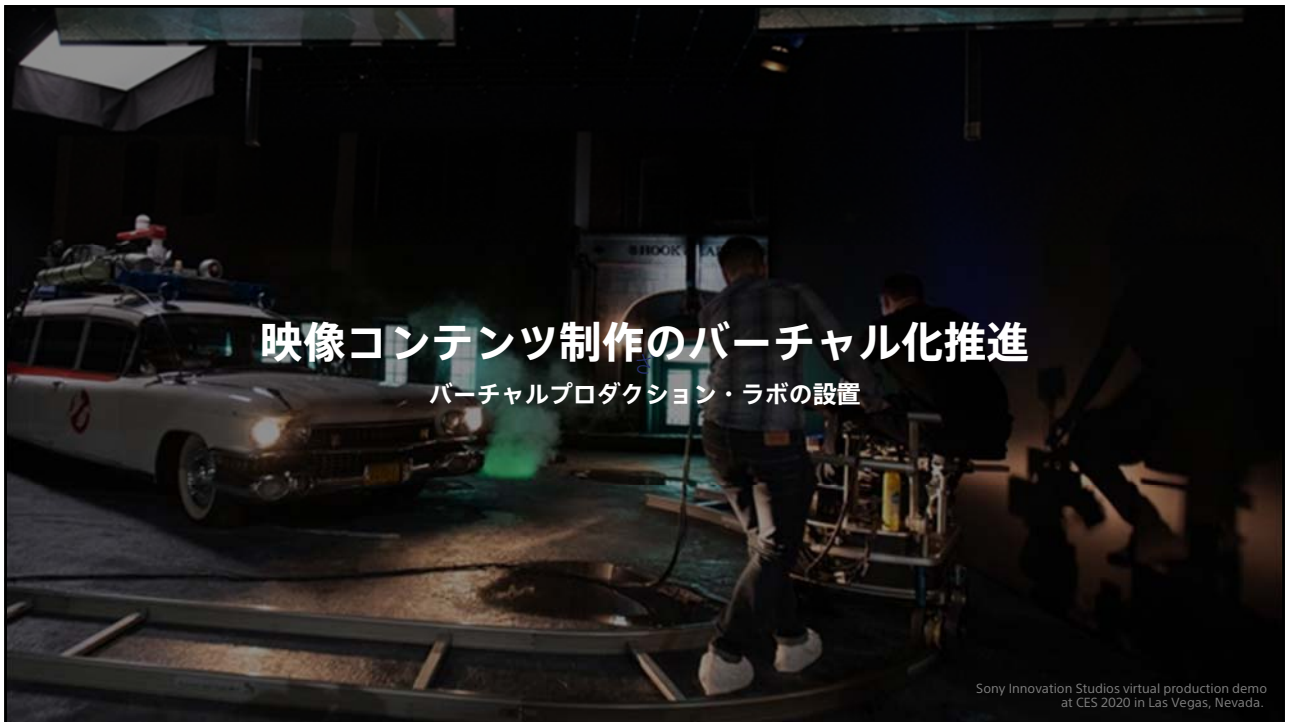 映像コンテンツ制作のバーチャル化推進
バーチャルプロダクション・ラボの設置
Sony Innovation Studios virtual production demo
at CES 2020 in Las Vegas, Nevada.